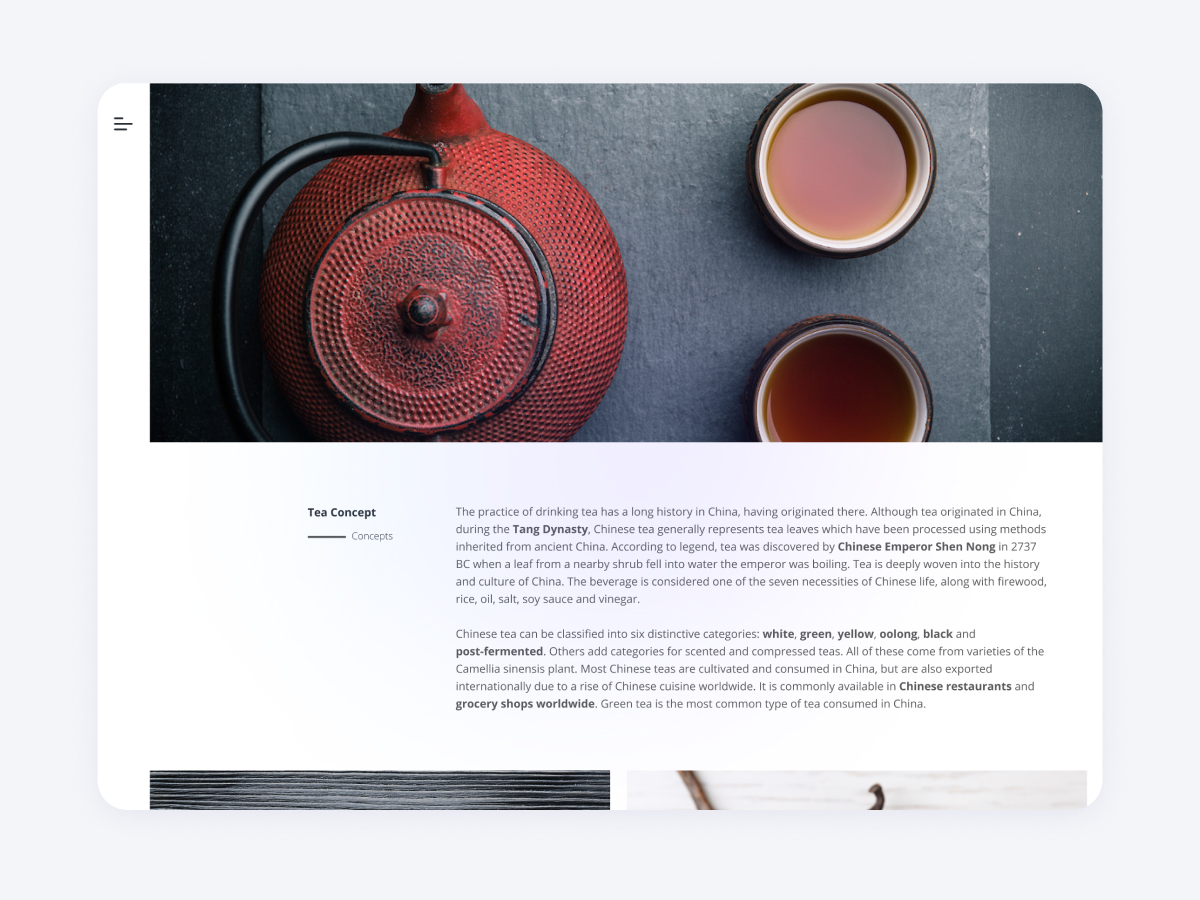 Tea Concept
Concepts
The practice of drinking tea has a long history in China, having originated there. Although tea originated in China,
during the Tang Dynasty, Chinese tea generally represents tea leaves which have been processed using methods
inherited from ancient China. According to legend, tea was discovered by Chinese Emperor Shen Nong in 2737
BC when a leaf from a nearby shrub fell into water the emperor was boiling. Tea is deeply woven into the history
and culture of China. The beverage is considered one of the seven necessities of Chinese life, along with firewood,
rice, oil, salt, soy sauce and vinegar.
Chinese tea can be classified into six distinctive categories: white, green, yellow, oolong, black and
post-fermented. Others add categories for scented and compressed teas. All of these come from varieties of the
Camellia sinensis plant. Most Chinese teas are cultivated and consumed in China, but are also exported
internationally due to a rise of Chinese cuisine worldwide. It is commonly available in Chinese restaurants and
grocery shops worldwide. Green tea is the most common type of tea consumed in China.